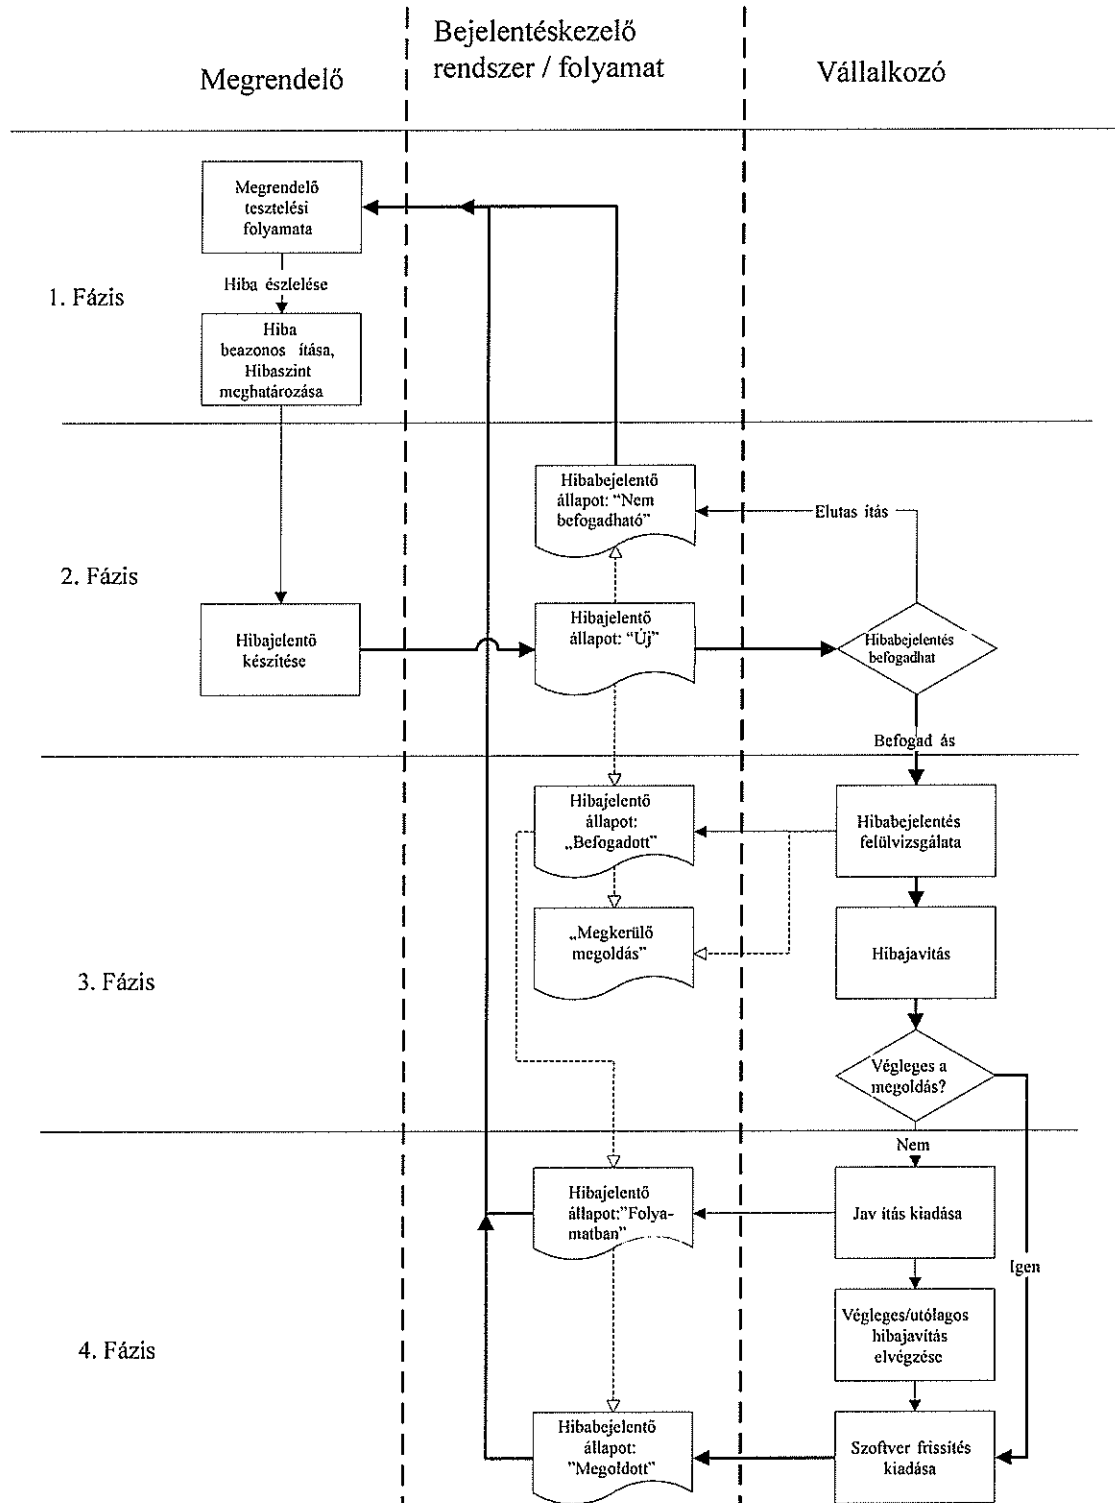 Megrendelő
Bejelentéskezelő
rendszer / folyamat
Vállalkozó
1. Fázis
Megrendelő
tesztelési
folyamata
Hiba észlelése
Hiba
beazonos ítása,
Hibaszint
meghatározása
2. Fázis
Hibabejelentő
állapot: “Nem
befogadható”
Elutas ítás
Hibajelentő
készítése
Hibajelentő
állapot: “Új”
Hibabejelentés
befogadhat
Befogad ás
3. Fázis
Hibajelentő
állapot:
„Befogadott”
Hibabejelentés
felülvizsgálata
„Megkerülő
megoldás”
Hibajavítás
Végleges a
megoldás?
4. Fázis
Nem
Hibajelentő
állapot:”Folya-
matban”
Jav ítás kiadása
Igen
Végleges/utólagos
hibajavítás
elvégzése
Hibabejelentő
állapot:
”Megoldott”
Szoftver frissítés
kiadása